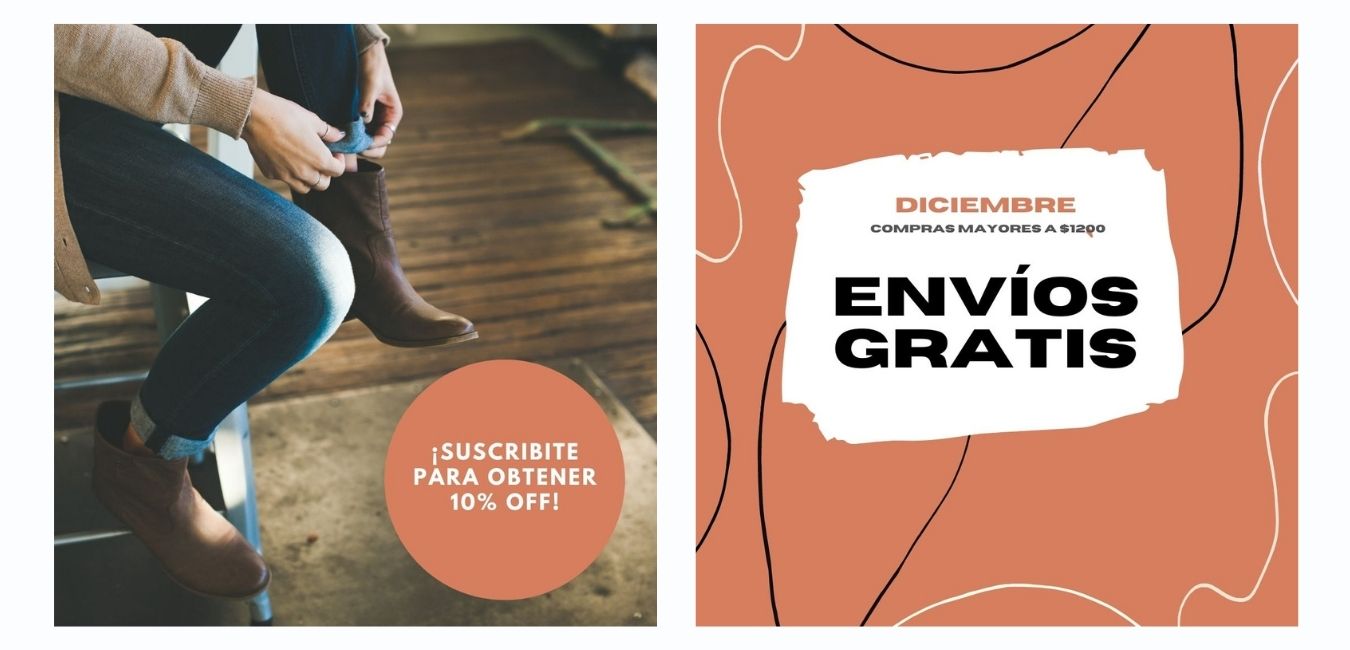 ¡SUSCRIBITE
PARA OBTENER
10% OFF!
DICIEMBRE
COMPRAS MAYORES A $1200
ENVÍOS
GRATIS